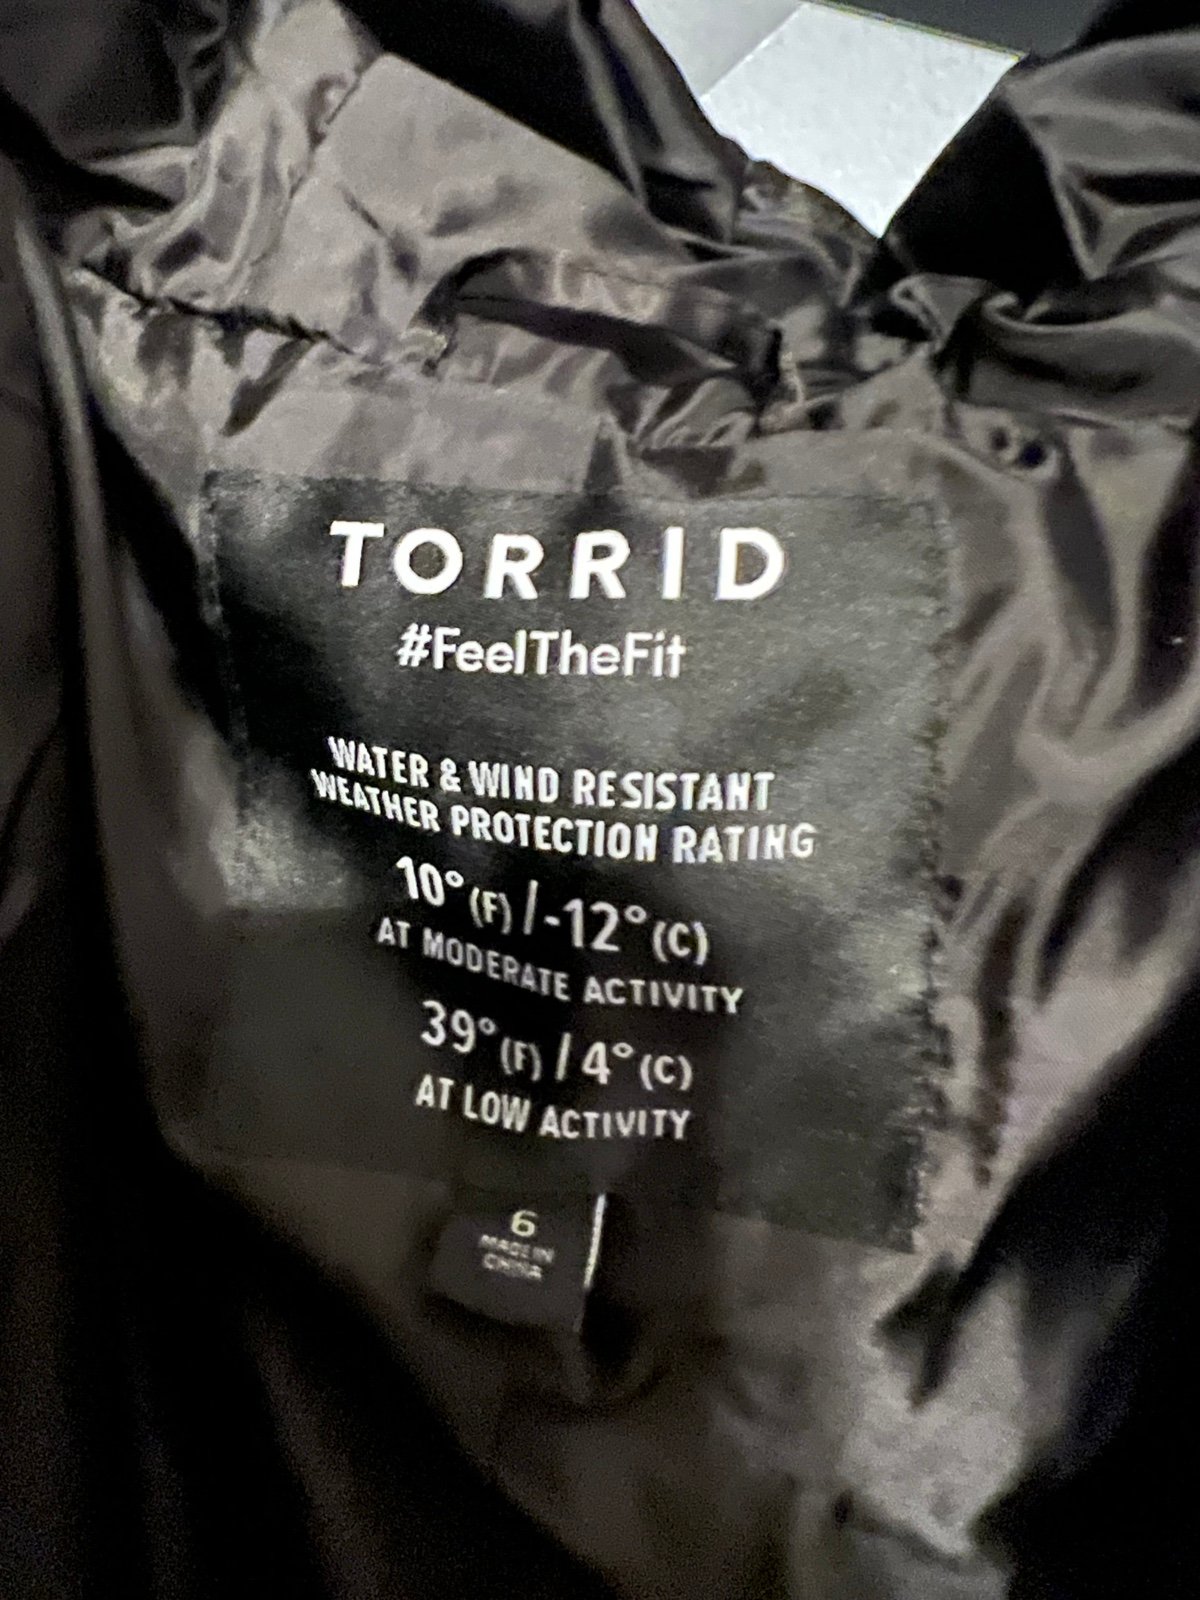 TORRID
#FeelTheFit
WATER & WIND RESISTANT
WEATHER PROTECTION RATING
10° (F) / -12° (C)
AT MODERATE ACTIVITY
39° (F) / 4° (C)
AT LOW ACTIVITY
6
MADE IN
CHINA